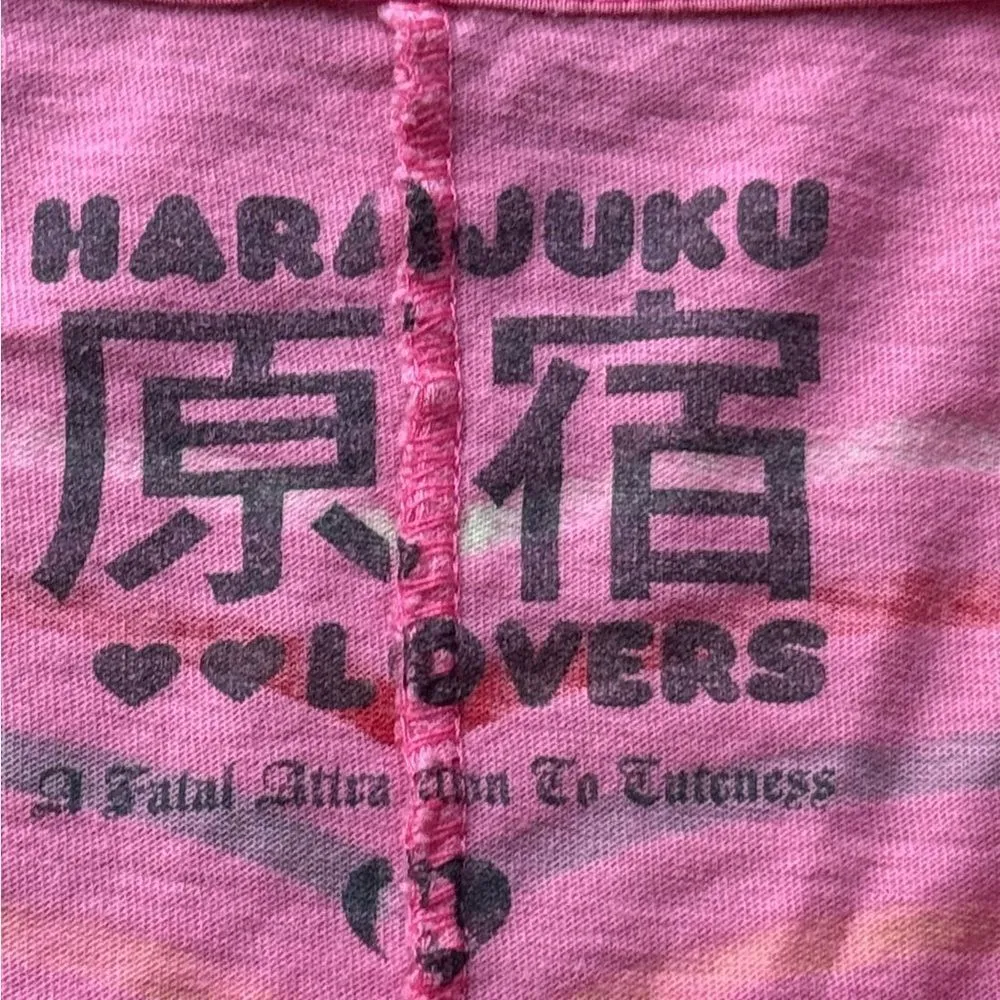 HARAJUKU
原宿
LOVERS
A Fatal Attraction To Cuteness